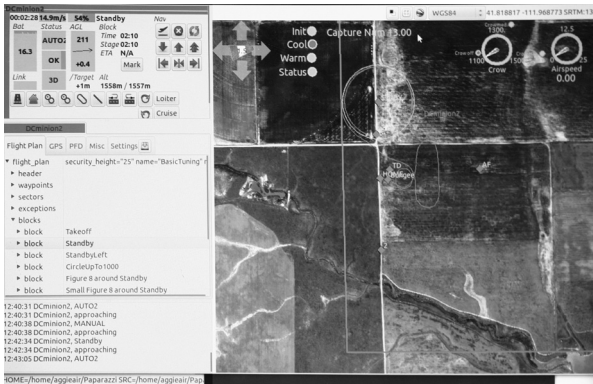 DCminion2
00:02:28 14.9m/s 54% Standby Nav
Bat Status AGL Block Time 02:10
AUTO2 211 Stage Time 02:10
16.3 OK ETA N/A
+0.4 Mark
Link 3D /Target Alt
+1m 1558m / 1557m
Loiter
Cruise
DCminion2
Flight Plan GPS PFD Misc Settings
flight_plan security_height="25" name="BasicTuning"
header
waypoints
sectors
exceptions
blocks
block Takeoff
block Standby
block StandbyLeft
block CircleUpTo1000
block Figure 8 around Standby
block Small Figure 8 around Standby
12:40:31 DCminion2, AUTO2
12:40:31 DCminion2, approaching
12:40:38 DCminion2, MANUAL
12:40:38 DCminion2, approaching
12:42:34 DCminion2, Standby
12:42:34 DCminion2, approaching
12:43:05 DCminion2, AUTO2
HOME=/home/aggieair/Paparazzi SRC=/home/aggieair/Pap
WGS84 41.818817 -111.968773 SRTM:13
Init
Cool
Warm
Status
Capture Num 13.00
1300.
1100
Crow
12.5
0 25
Airspeed
0.00
DCminion2
TD
AF